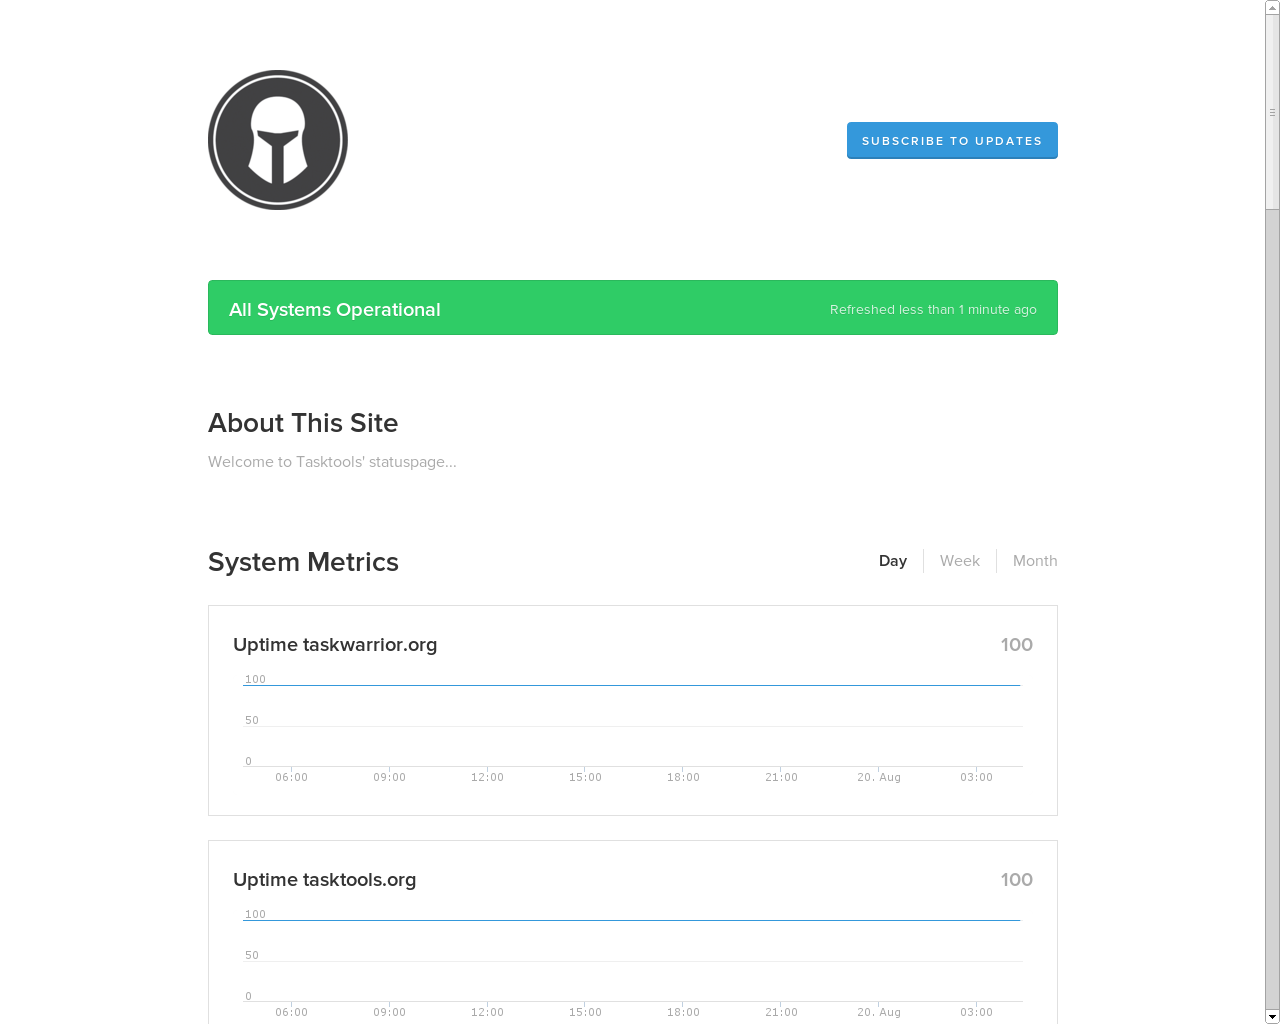 SUBSCRIBE TO UPDATES
All Systems Operational
Refreshed less than 1 minute ago
About This Site
Welcome to Tasktools' statuspage...
System Metrics
Day Week Month
Uptime taskwarrior.org 100
100
50
0
06:00 09:00 12:00 15:00 18:00 21:00 20. Aug 03:00
Uptime tasktools.org 100
100
50
0
06:00 09:00 12:00 15:00 18:00 21:00 20. Aug 03:00